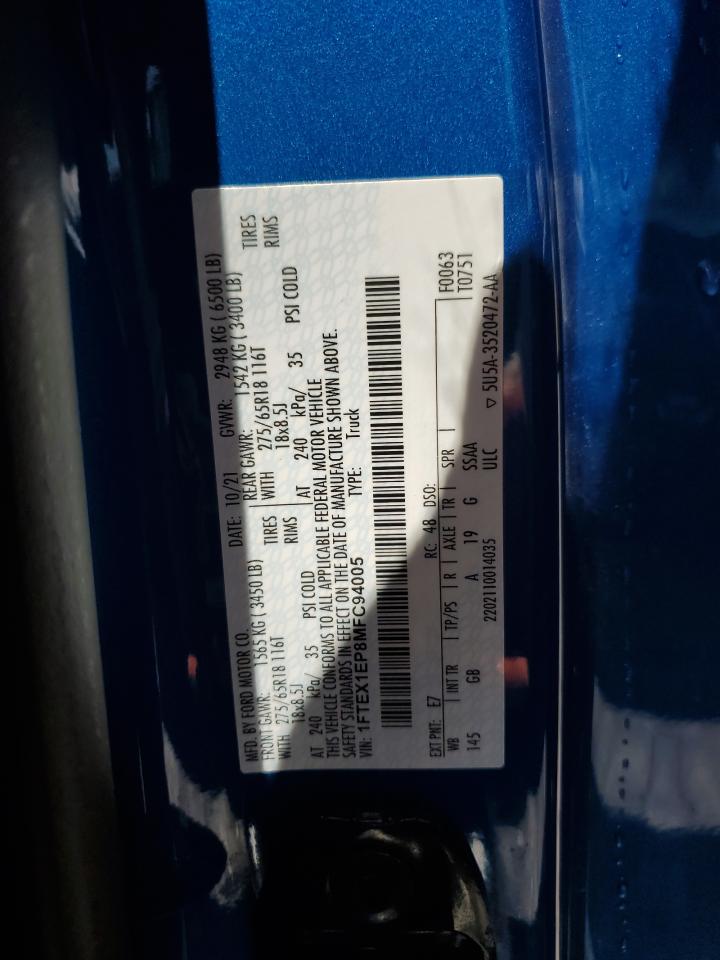 MFD. BY FORD MOTOR CO. DATE: 10/21 GVWR: 2948 KG ( 6500 LB)
FRONT GAWR: 1565 KG ( 3450 LB) REAR GAWR: 1542 KG ( 3400 LB)
WITH 275/65R18 116T TIRES WITH 275/65R18 116T TIRES
18x8.5J RIMS 18x8.5J RIMS
AT 240 kPa/ 35 PSI COLD AT 240 kPa/ 35 PSI COLD
THIS VEHICLE CONFORMS TO ALL APPLICABLE FEDERAL MOTOR VEHICLE
SAFETY STANDARDS IN EFFECT ON THE DATE OF MANUFACTURE SHOWN ABOVE.
VIN: 1FTEX1EP8MFC94005 TYPE: Truck
EXT PNT: E7 RC: 48 DSO: F0063
WB INT TR TP/PS R AXLE TR SPR T0751
145 GB A 19 G SSAA
2202110014035 ULC ▽ 5U5A-3520472-AA